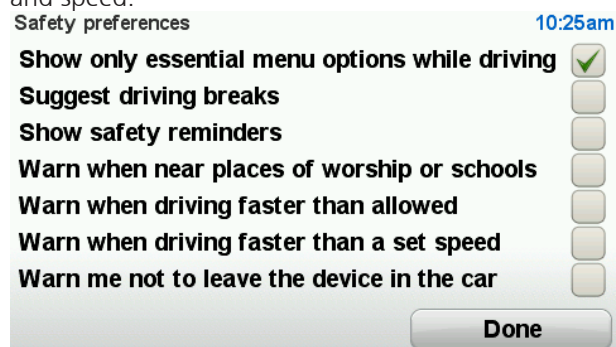 and speed.
Safety preferences 10:25am
Show only essential menu options while driving
Suggest driving breaks
Show safety reminders
Warn when near places of worship or schools
Warn when driving faster than allowed
Warn when driving faster than a set speed
Warn me not to leave the device in the car
Done